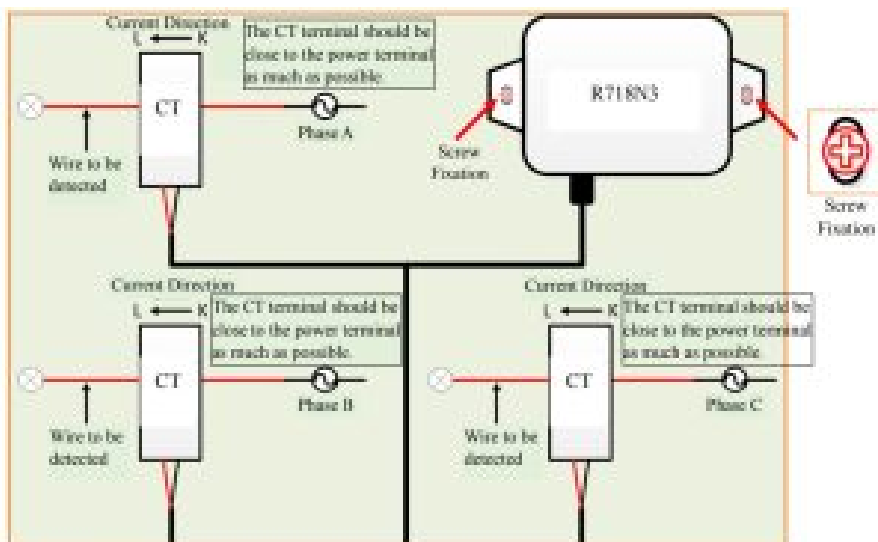 Current Direction
L K
The CT terminal should be
close to the power terminal
as much as possible.
CT
Phase A
Wire to be
detected
R718N3
Screw
Fixation
Screw
Fixation
Current Direction
L K
The CT terminal should be
close to the power terminal
as much as possible.
CT
Phase B
Wire to be
detected
Current Direction
L K
The CT terminal should be
close to the power terminal
as much as possible.
CT
Phase C
Wire to be
detected